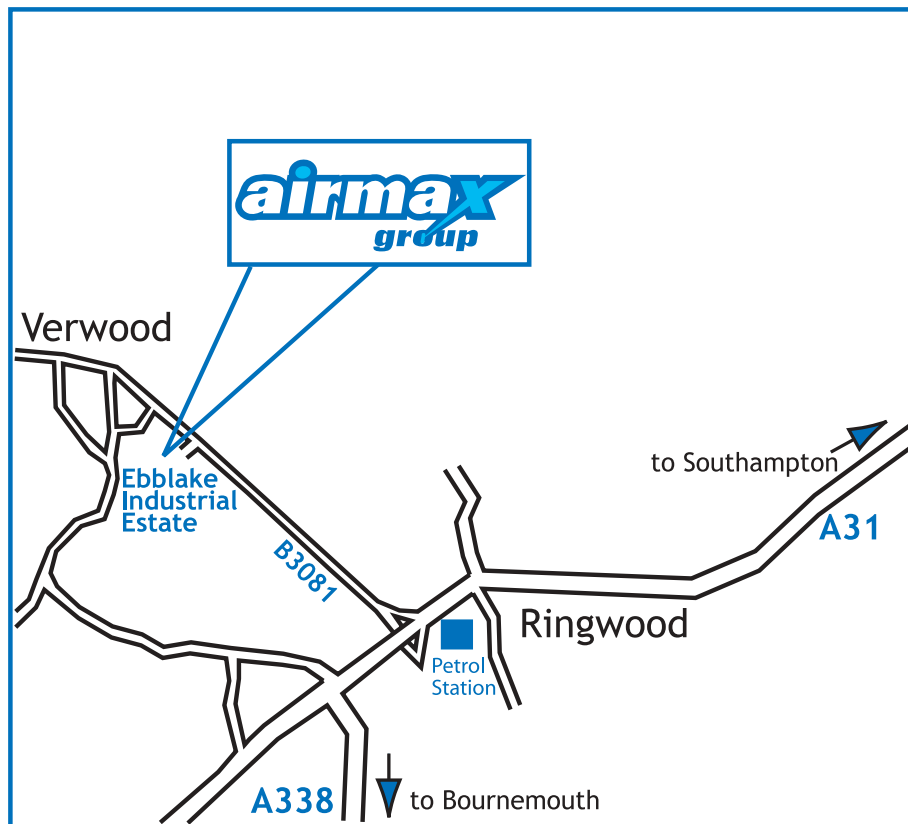 airmax
group
Verwood
to Southampton
Ebblake
Industrial
Estate
A31
B3081
Ringwood
Petrol
Station
A338
to Bournemouth